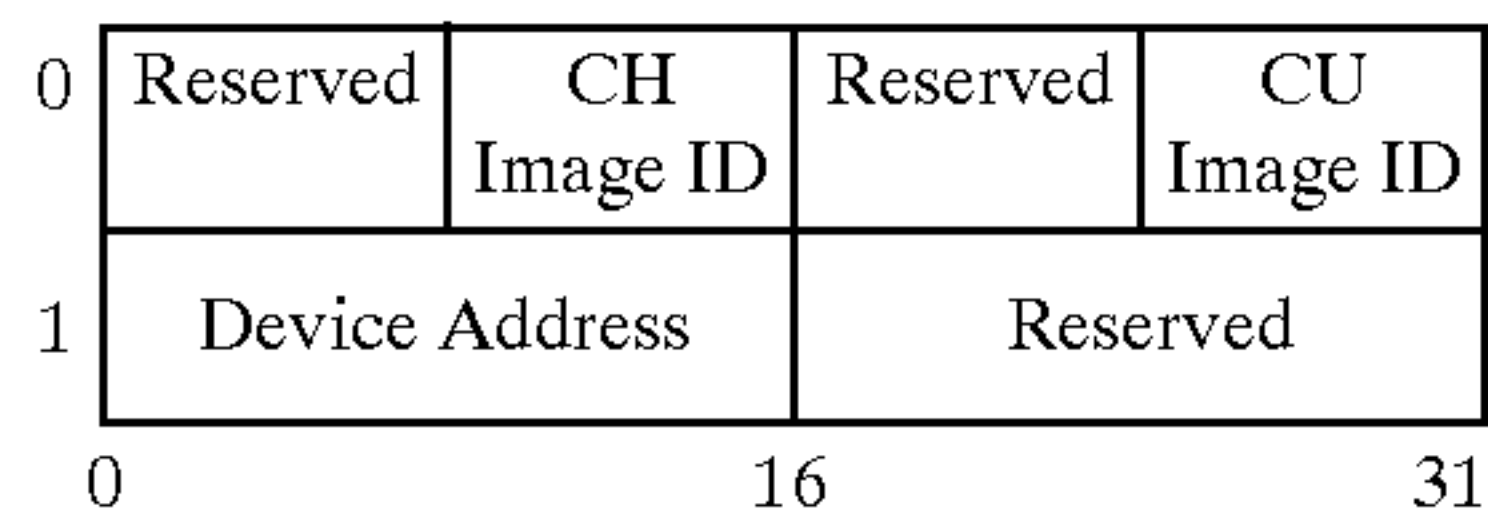 0 Reserved CH Reserved CU
Image ID Image ID
1 Device Address Reserved
0 16 31